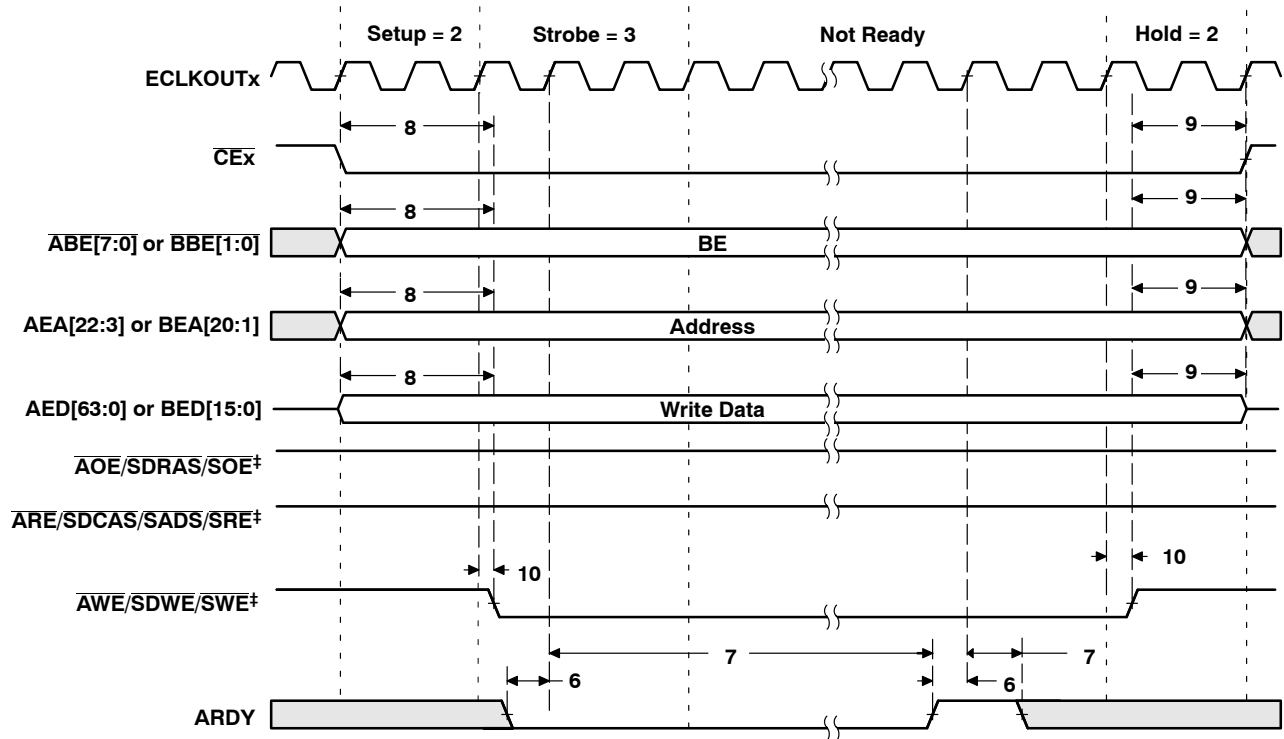 Setup = 2 Strobe = 3 Not Ready Hold = 2
ECLKOUTx
8 9
CEx
8 9
ABE[7:0] or BBE[1:0] BE
8 9
AEA[22:3] or BEA[20:1] Address
8 9
AED[63:0] or BED[15:0] Write Data
AOE/SDRAS/SOE‡
ARE/SDCAS/SADS/SRE‡
10 10
AWE/SDWE/SWE‡
7 7
6 6
ARDY